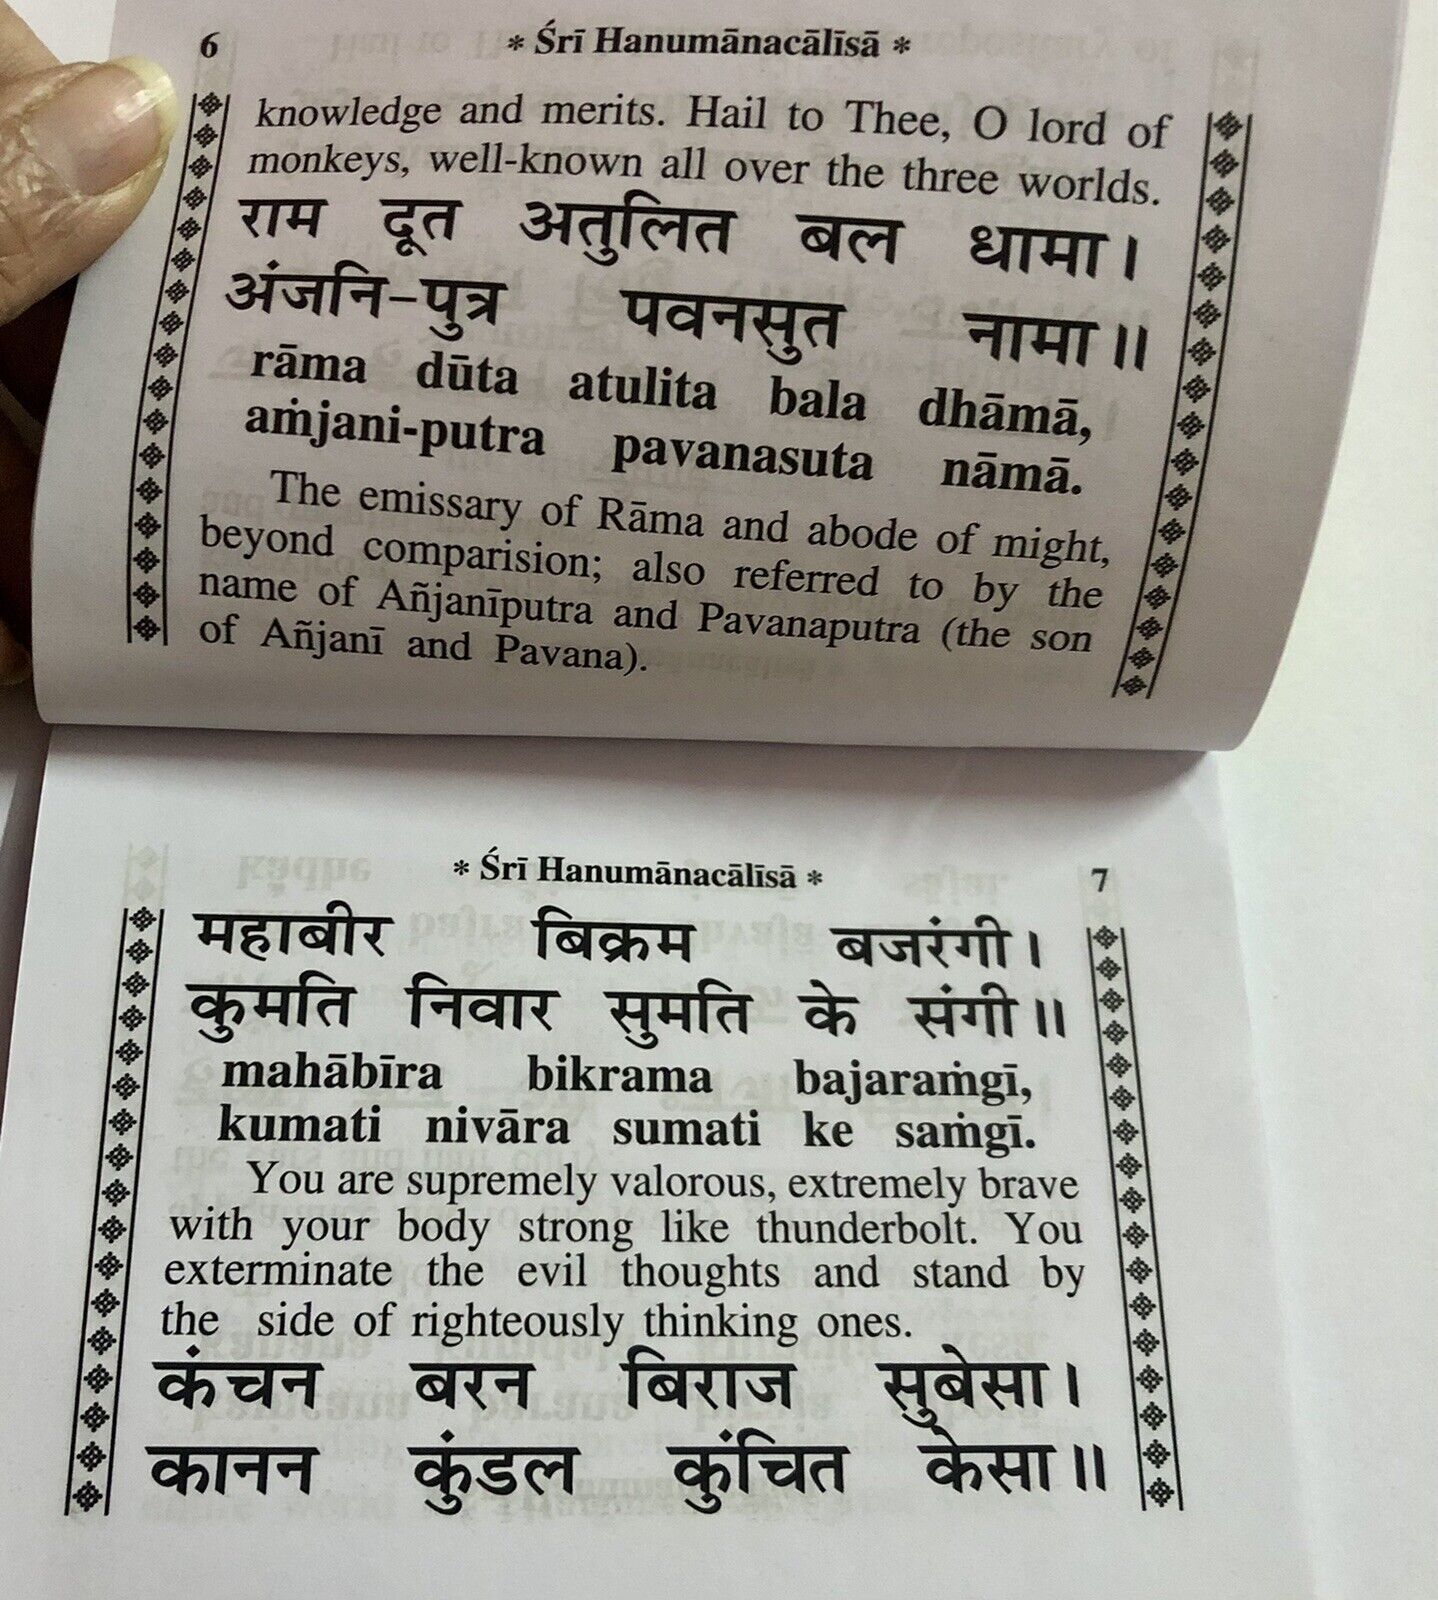 6
* Śrī Hanumānacālīsā *
knowledge and merits. Hail to Thee, O lord of
monkeys, well-known all over the three worlds.
राम दूत अतुलित बल धामा।
अंजनि-पुत्र पवनसुत नामा॥
rāma dūta atulita bala dhāmā,
aṁjani-putra pavanasuta nāmā.
The emissary of Rāma and abode of might,
beyond comparision; also referred to by the
name of Añjanīputra and Pavanaputra (the son
of Añjanī and Pavana).
* Śrī Hanumānacālīsā *
7
महाबीर बिक्रम बजरंगी।
कुमति निवार सुमति के संगी॥
mahābīra bikrama bajaraṁgī,
kumati nivāra sumati ke saṁgī.
You are supremely valorous, extremely brave
with your body strong like thunderbolt. You
exterminate the evil thoughts and stand by
the side of righteously thinking ones.
कंचन बरन बिराज सुबेसा।
कानन कुंडल कुंचित केसा॥